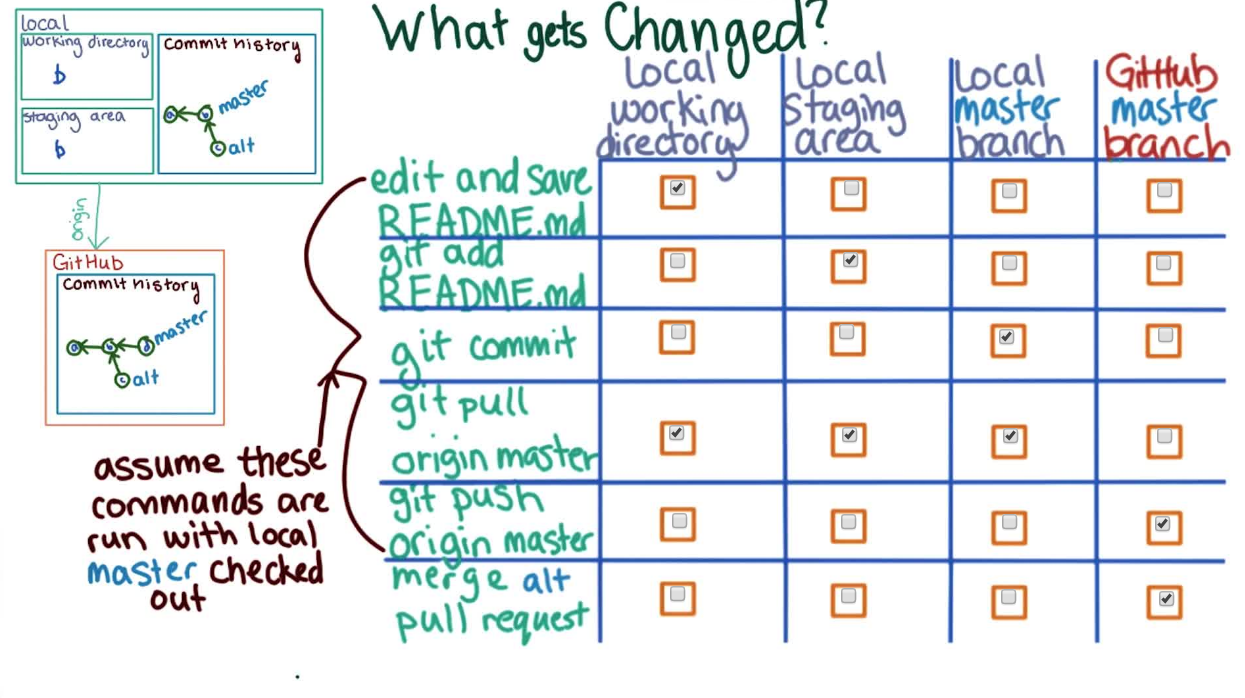 What gets Changed?
local
working directory
b
staging area
b
Commit history
a b master
c alt
origin
GitHub
Commit history
a b d master
c alt
assume these
commands are
run with local
master checked
out
local
working
directory
local
staging
area
local
master
branch
GitHub
master
branch
edit and save
README.md
git add
README.md
git commit
git pull
origin master
git push
origin master
merge alt
pull request